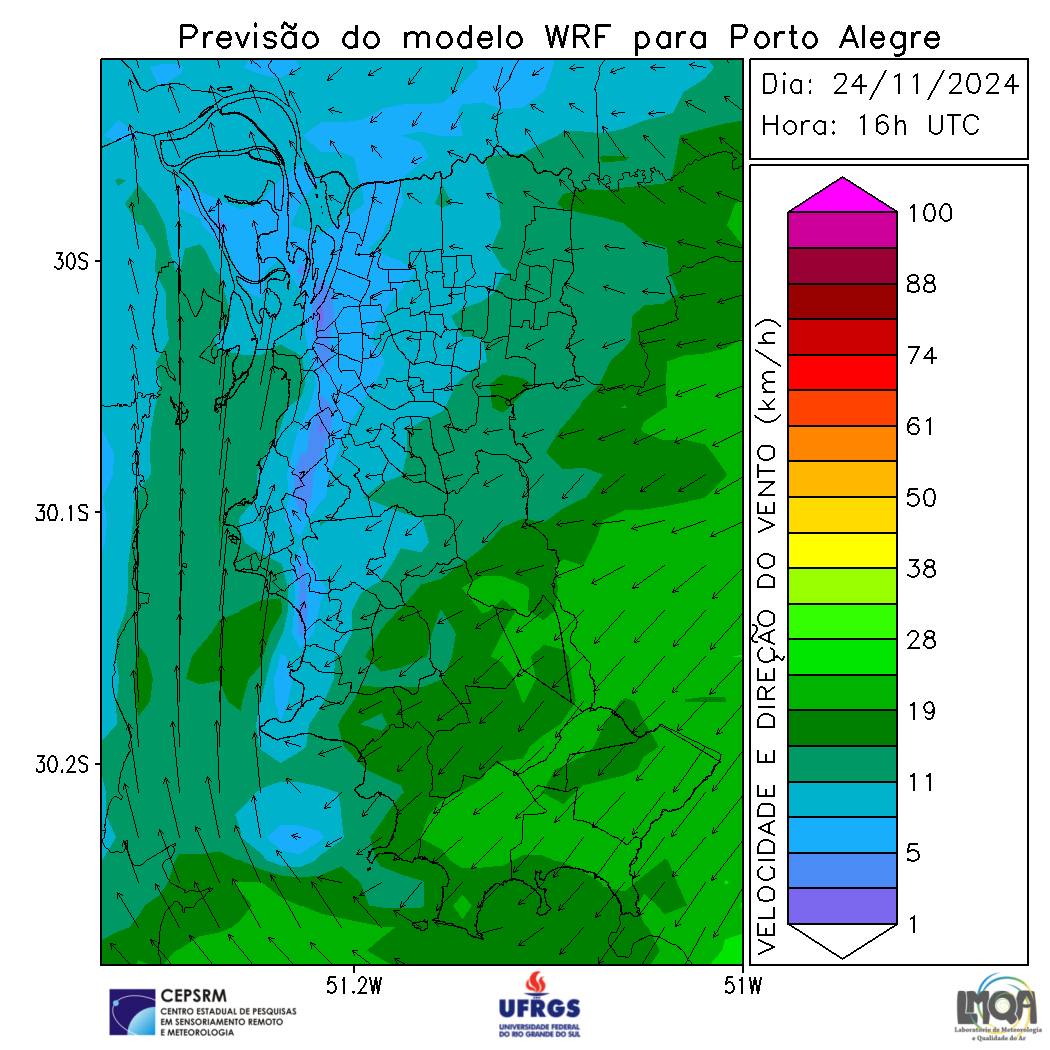 Previsão do modelo WRF para Porto Alegre
Dia: 24/11/2024
Hora: 16h UTC
30S
30.1S
30.2S
51.2W
51W
VELOCIDADE E DIREÇÃO DO VENTO (km/h)
100
88
74
61
50
38
28
19
11
5
1
CEPSRM
CENTRO ESTADUAL DE PESQUISAS
EM SENSORIAMENTO REMOTO
E METEOROLOGIA
UFRGS
UNIVERSIDADE FEDERAL
DO RIO GRANDE DO SUL
LMQA
Laboratório de Meteorologia
e Qualidade do Ar